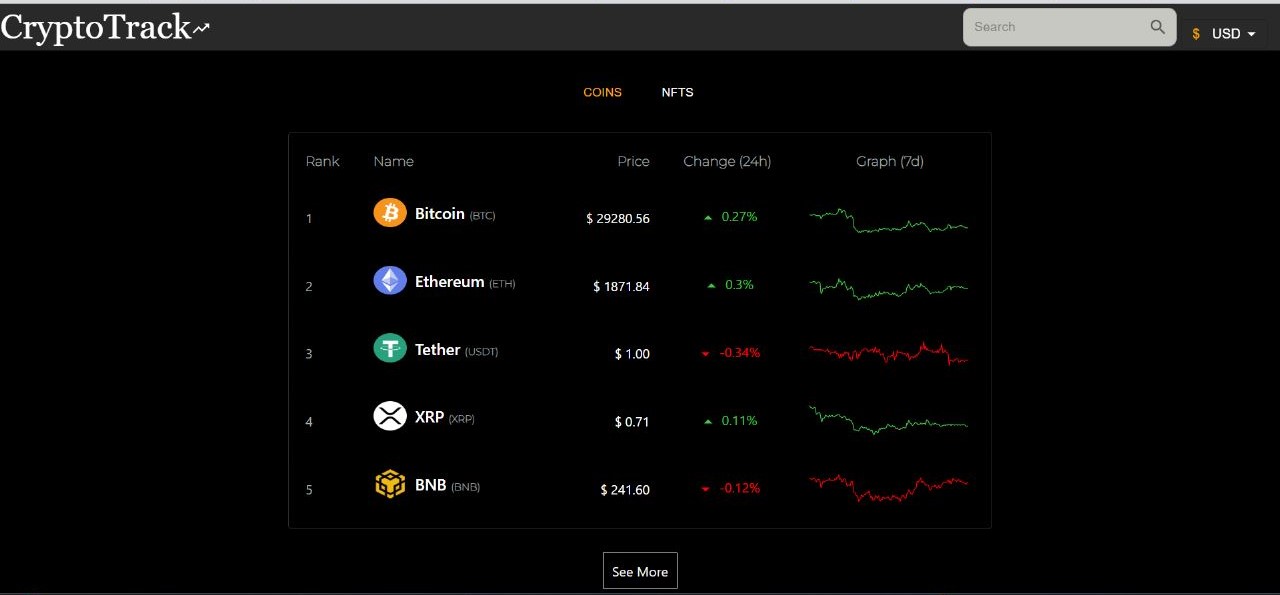 CryptoTrack
Search
$ USD
COINS NFTS
Rank Name Price Change (24h) Graph (7d)
1 Bitcoin (BTC) $ 29280.56 0.27%
2 Ethereum (ETH) $ 1871.84 0.3%
3 Tether (USDT) $ 1.00 -0.34%
4 XRP (XRP) $ 0.71 0.11%
5 BNB (BNB) $ 241.60 -0.12%
See More